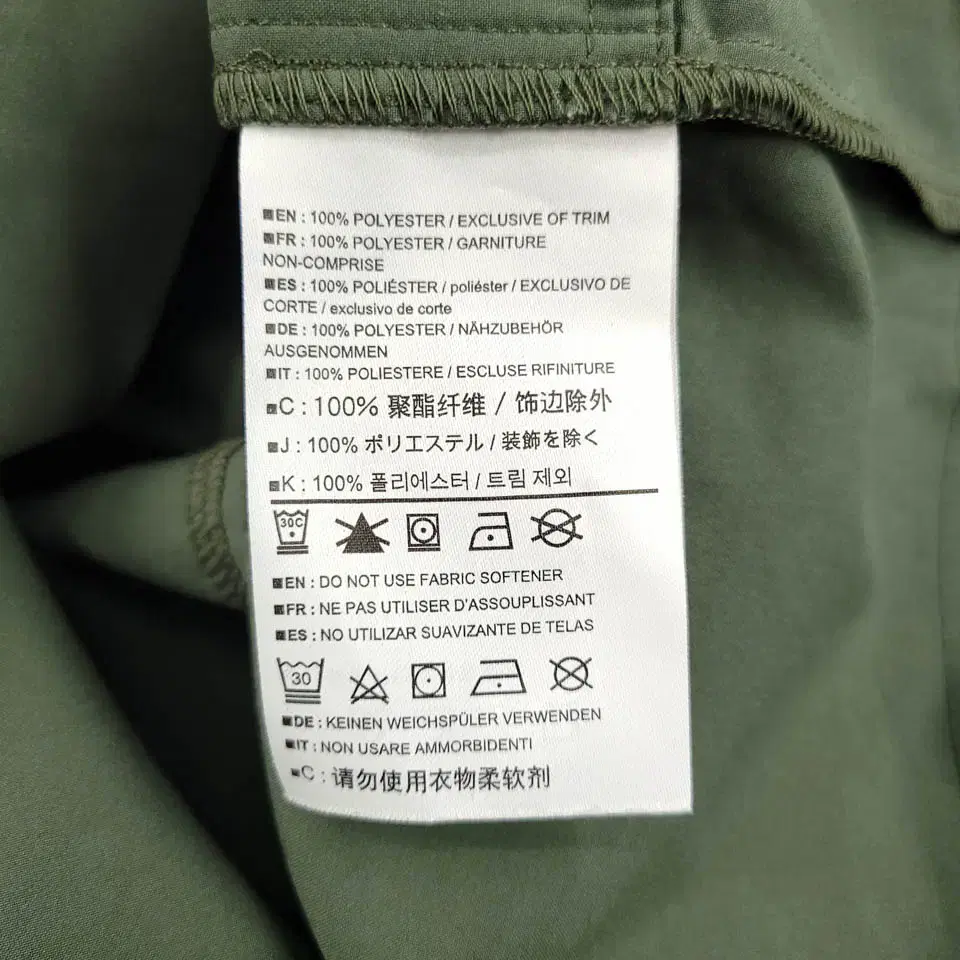 EN : 100% POLYESTER / EXCLUSIVE OF TRIM
FR : 100% POLYESTER / GARNITURE
NON-COMPRISE
ES : 100% POLIÉSTER / poliéster / EXCLUSIVO DE
CORTE / exclusivo de corte
DE : 100% POLYESTER / NÄHZUBEHÖR
AUSGENOMMEN
IT : 100% POLIESTERE / ESCLUSE RIFINITURE
C : 100% 聚酯纤维 / 饰边除外
J : 100% ポリエステル / 装飾を除く
K : 100% 폴리에스터 / 트림 제외
30C
EN : DO NOT USE FABRIC SOFTENER
FR : NE PAS UTILISER D'ASSOUPLISSANT
ES : NO UTILIZAR SUAVIZANTE DE TELAS
30
DE : KEINEN WEICHSPÜLER VERWENDEN
IT : NON USARE AMMORBIDENTI
C : 请勿使用衣物柔软剂